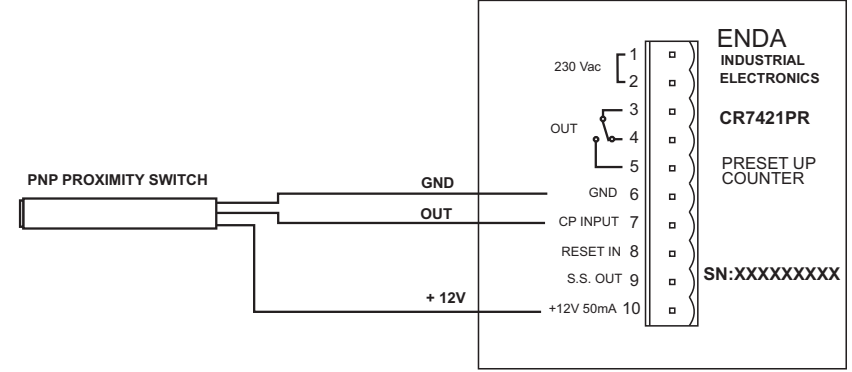 ENDA
INDUSTRIAL
ELECTRONICS
CR7421PR
PRESET UP
COUNTER
SN:XXXXXXXXX
230 Vac
1
2
OUT
3
4
5
GND 6
CP INPUT 7
RESET IN 8
S.S. OUT 9
+12V 50mA 10
PNP PROXIMITY SWITCH
GND
OUT
+ 12V